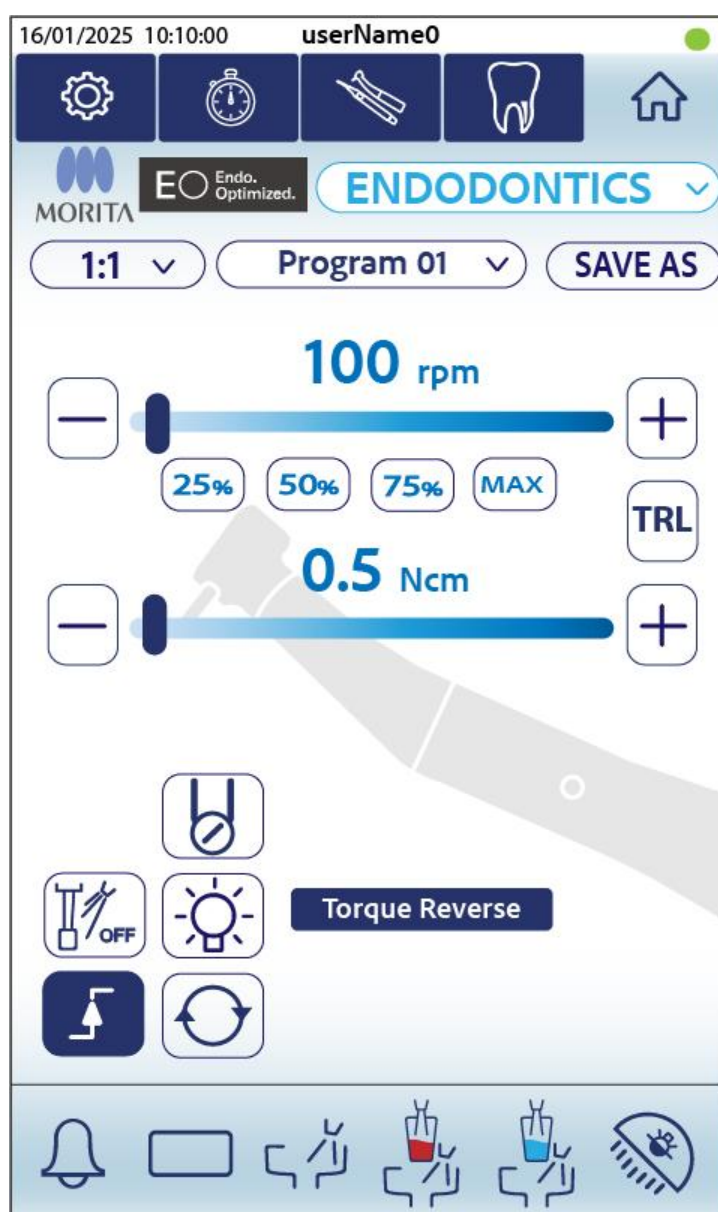 16/01/2025 10:10:00 userName0
MORITA
EO Endo.
Optimized.
ENDODONTICS
1:1 Program 01 SAVE AS
100 rpm
25% 50% 75% MAX
TRL
0.5 Ncm
OFF
Torque Reverse